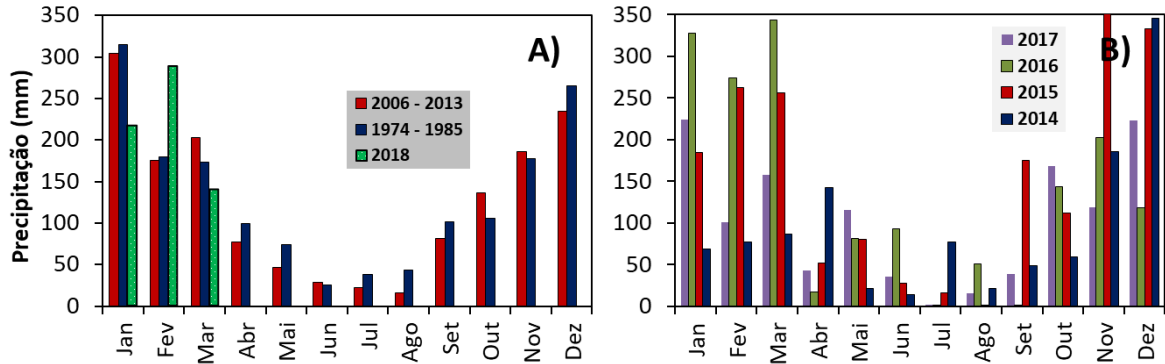 Precipitação (mm)
350
300
250
200
150
100
50
0
A)
2006 - 2013
1974 - 1985
2018
Jan
Fev
Mar
Abr
Mai
Jun
Jul
Ago
Set
Out
Nov
Dez
350
300
250
200
150
100
50
0
B)
2017
2016
2015
2014
Jan
Fev
Mar
Abr
Mai
Jun
Jul
Ago
Set
Out
Nov
Dez